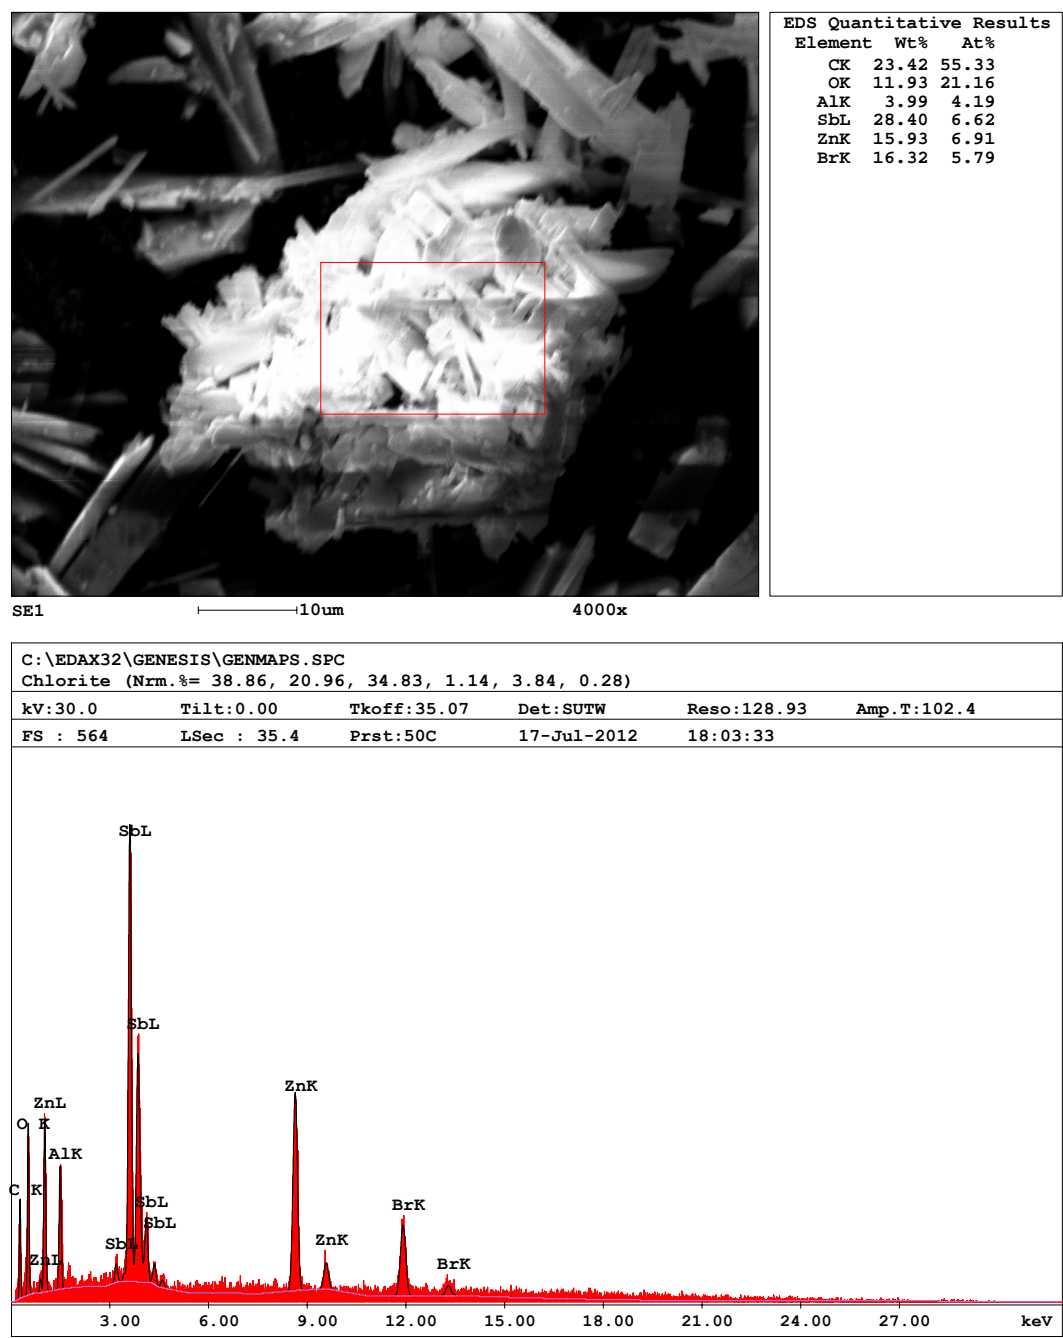 EDS Quantitative Results
Element Wt% At%
CK 23.42 55.33
OK 11.93 21.16
AlK 3.99 4.19
SbL 28.40 6.62
ZnK 15.93 6.91
BrK 16.32 5.79
SE1 10um 4000x
C:\EDAX32\GENESIS\GENMAPS.SPC
Chlorite (Nrm.%= 38.86, 20.96, 34.83, 1.14, 3.84, 0.28)
kV:30.0 Tilt:0.00 Tkoff:35.07 Det:SUTW Reso:128.93 Amp.T:102.4
FS : 564 LSec : 35.4 Prst:50C 17-Jul-2012 18:03:33
SbL
SbL
ZnK
ZnL
O K
AlK
C K
SbL
BrK
SbL
ZnK
SbL
ZnL
BrK
3.00 6.00 9.00 12.00 15.00 18.00 21.00 24.00 27.00 keV